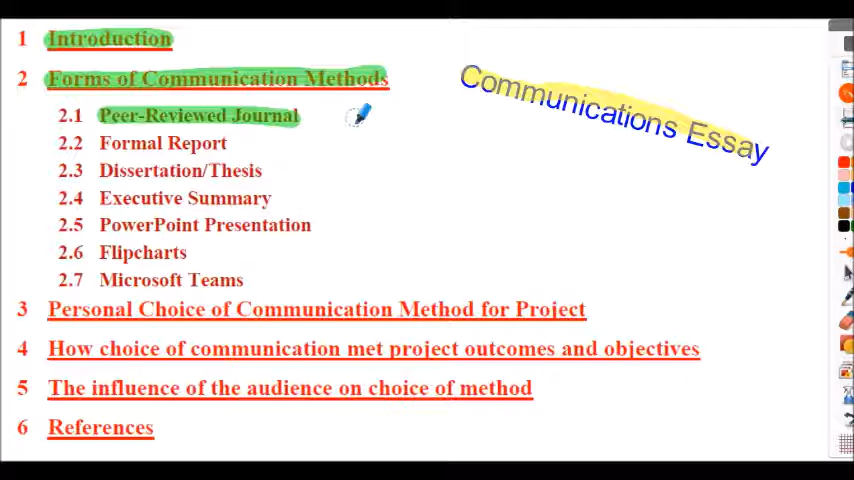 1 Introduction
2 Forms of Communication Methods
Communications Essay
2.1 Peer-Reviewed Journal
2.2 Formal Report
2.3 Dissertation/Thesis
2.4 Executive Summary
2.5 PowerPoint Presentation
2.6 Flipcharts
2.7 Microsoft Teams
3 Personal Choice of Communication Method for Project
4 How choice of communication met project outcomes and objectives
5 The influence of the audience on choice of method
6 References